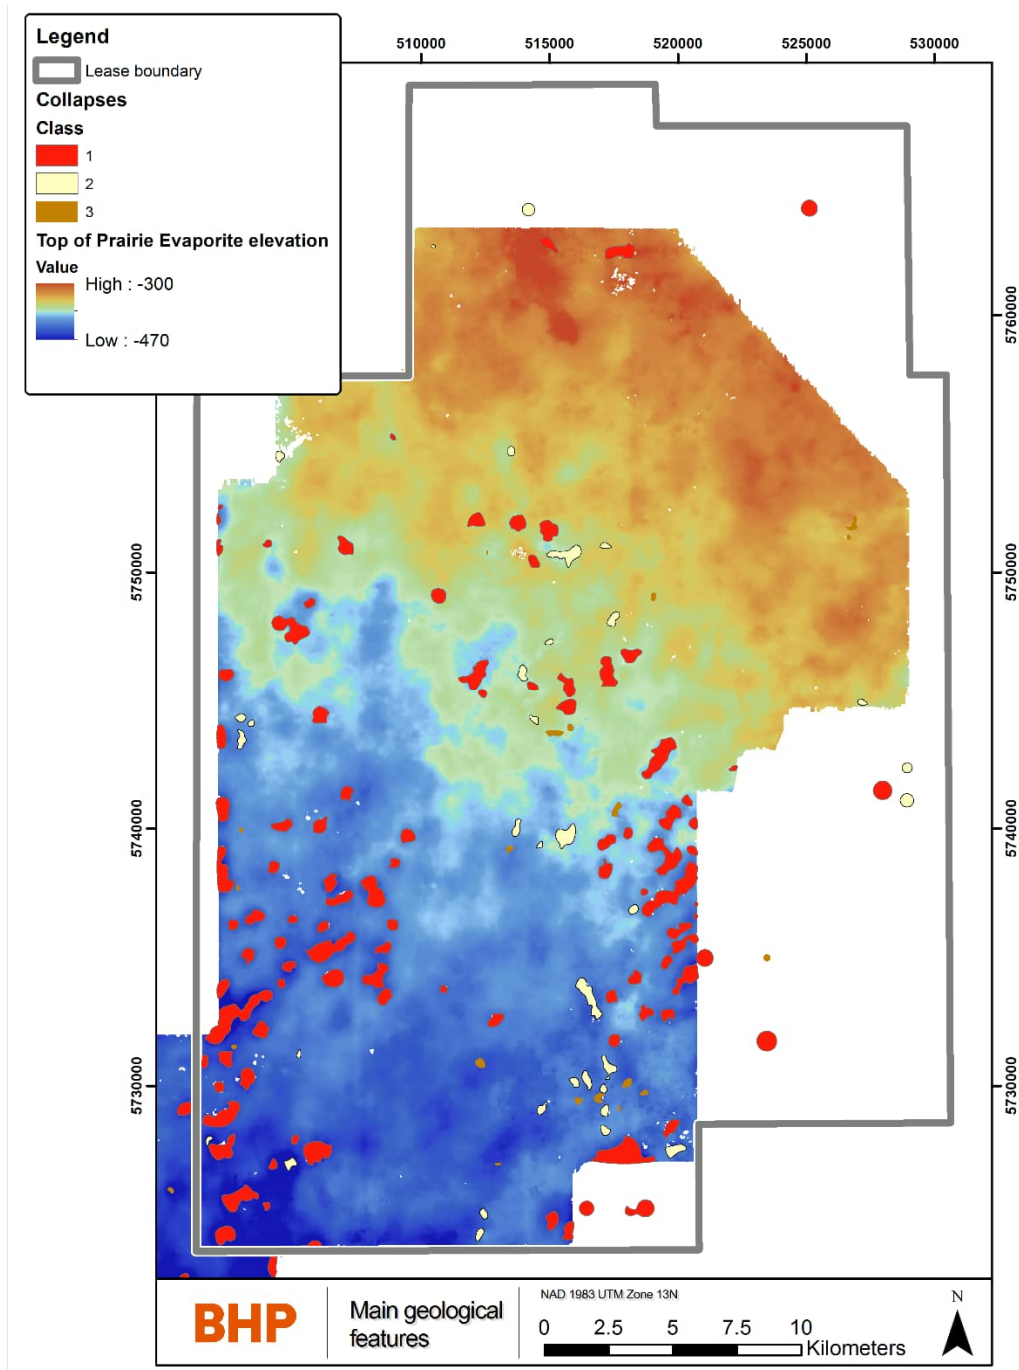 Legend
Lease boundary
Collapses
Class
1
2
3
Top of Prairie Evaporite elevation
Value
High : -300
Low : -470
510000
515000
520000
525000
530000
5760000
5750000
5750000
5740000
5740000
5730000
5730000
BHP
Main geological
features
NAD 1983 UTM Zone 13N
0 2.5 5 7.5 10
Kilometers
N